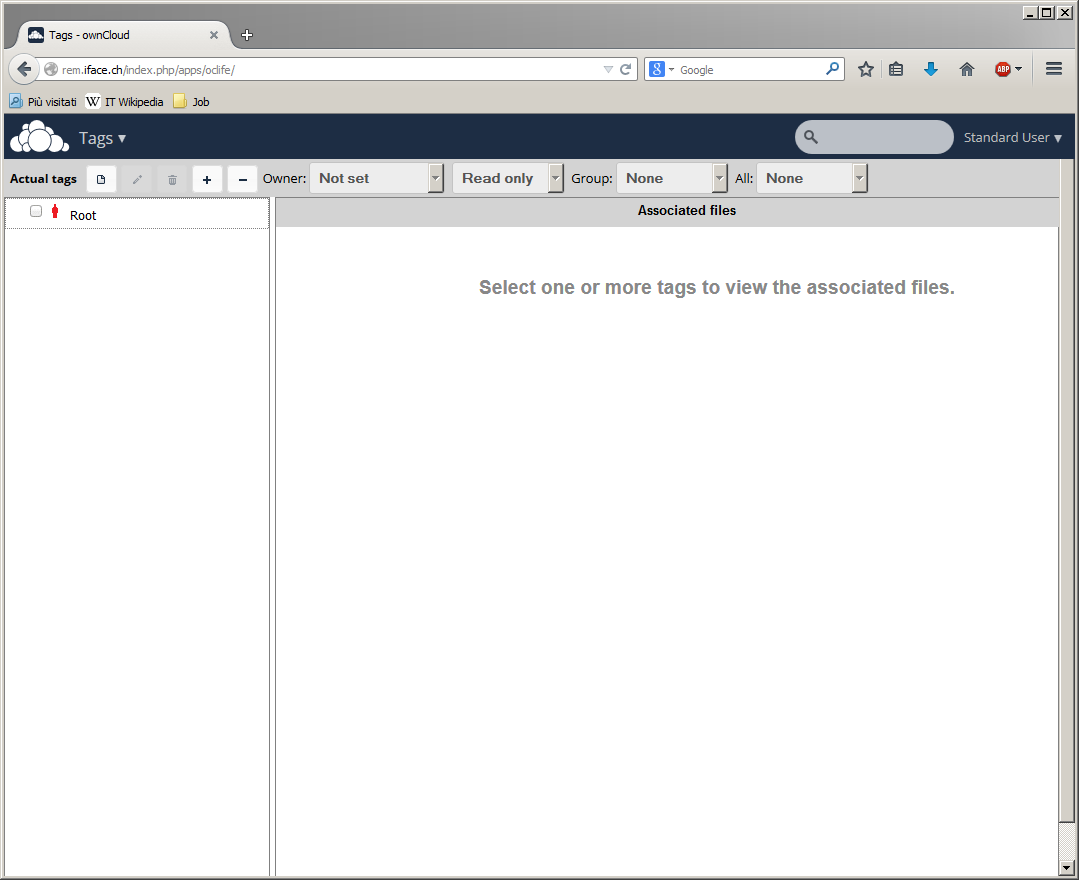 Tags - ownCloud
rem.iface.ch/index.php/apps/oclife/
8 Google
ABP
Più visitati W IT Wikipedia Job
Tags ▾ Standard User ▾
Actual tags Owner: Not set Read only Group: None All: None
Root
Associated files
Select one or more tags to view the associated files.